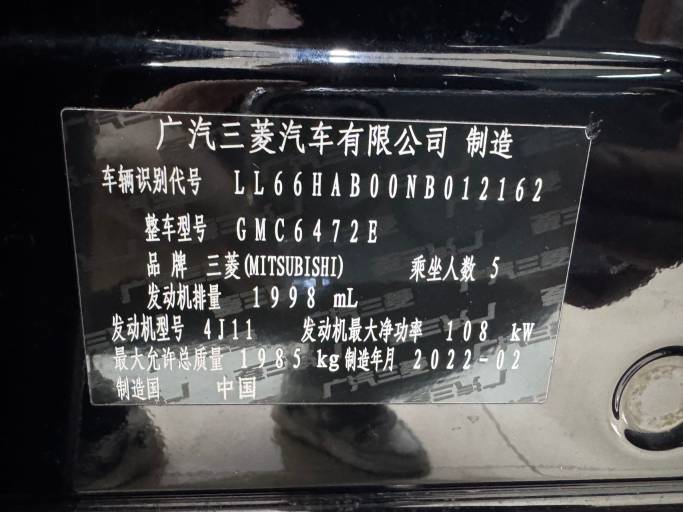 广汽三菱汽车有限公司 制造
车辆识别代号 LL66HAB00NB012162
整车型号 GMC6472E
品牌 三菱(MITSUBISHI) 乘坐人数 5
发动机排量 1998 mL
发动机型号 4J11 发动机最大净功率 108 kW
最大允许总质量 1985 kg 制造年月 2022-02
制造国 中国